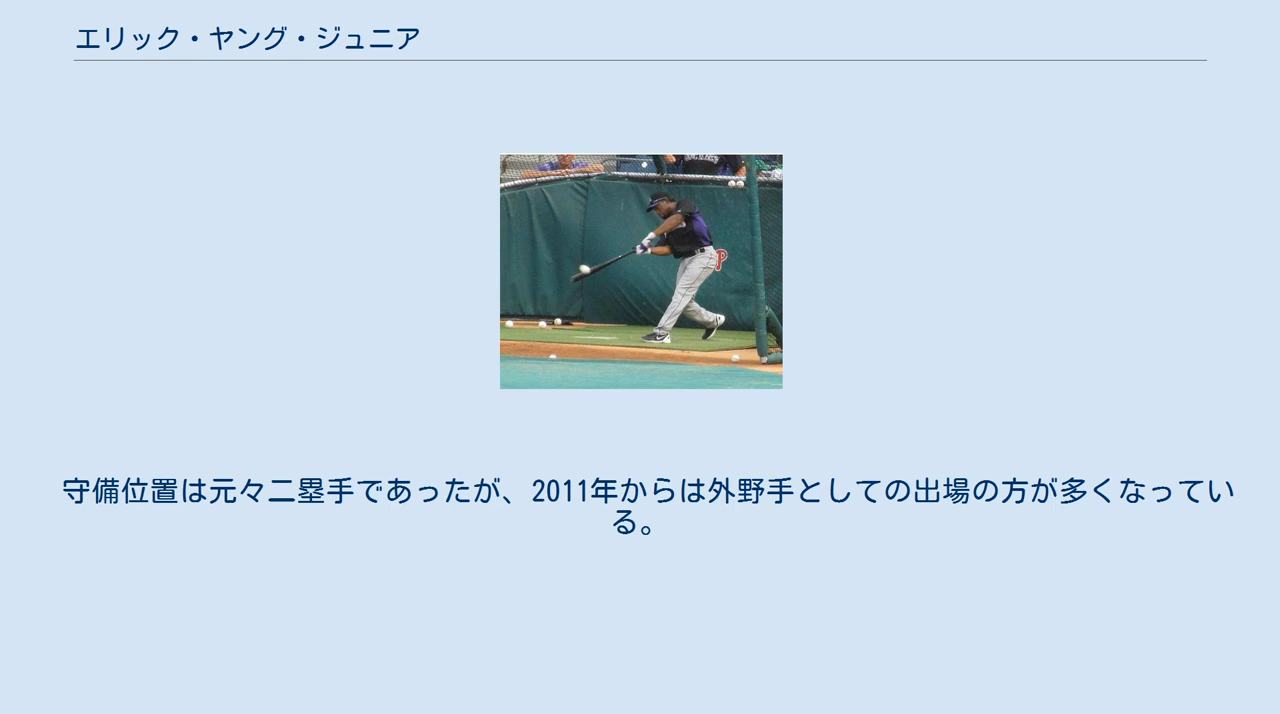 エリック・ヤング・ジュニア
P
守備位置は元々二塁手であったが、2011年からは外野手としての出場の方が多くなってい
る。